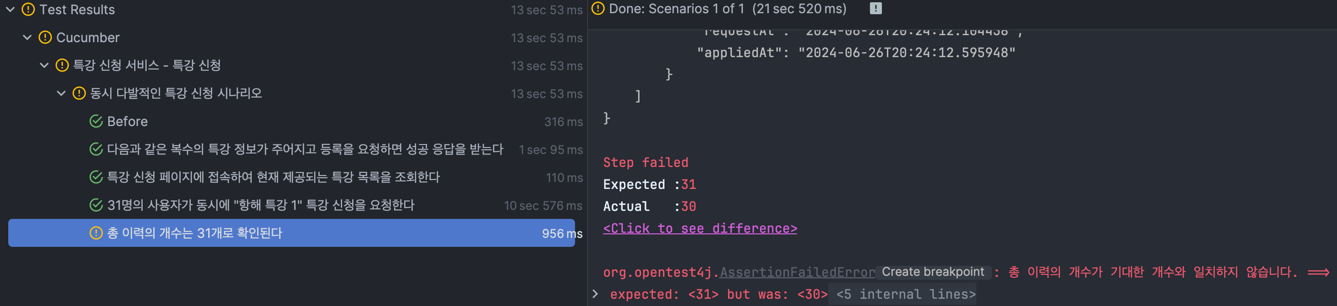 Test Results 13 sec 53 ms
Cucumber 13 sec 53 ms
특강 신청 서비스 - 특강 신청 13 sec 53 ms
동시 다발적인 특강 신청 시나리오 13 sec 53 ms
Before 316 ms
다음과 같은 복수의 특강 정보가 주어지고 등록을 요청하면 성공 응답을 받는다 1 sec 95 ms
특강 신청 페이지에 접속하여 현재 제공되는 특강 목록을 조회한다 110 ms
31명의 사용자가 동시에 "항해 특강 1" 특강 신청을 요청한다 10 sec 576 ms
총 이력의 개수는 31개로 확인된다 956 ms
Done: Scenarios 1 of 1 (21 sec 520 ms)
"requestAt": "2024-06-26T20:24:12.104438",
"appliedAt": "2024-06-26T20:24:12.595948"
}
]
}
Step failed
Expected :31
Actual :30
<Click to see difference>
org.opentest4j.AssertionFailedError Create breakpoint : 총 이력의 개수가 기대한 개수와 일치하지 않습니다. ==>
expected: <31> but was: <30> <5 internal lines>